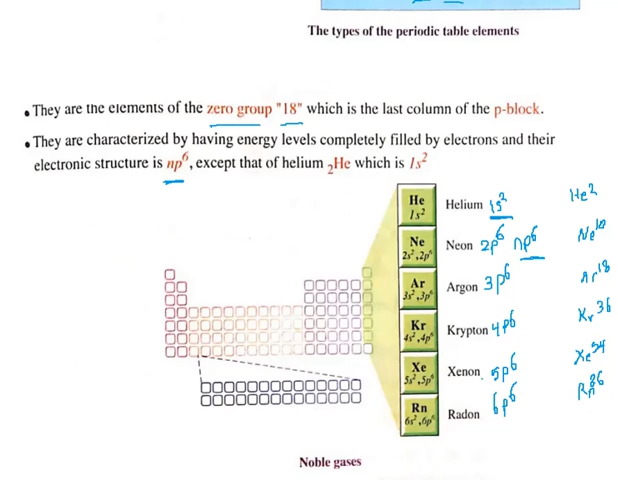 The types of the periodic table elements
• They are the elements of the zero group "18" which is the last column of the p-block.
• They are characterized by having energy levels completely filled by electrons and their
electronic structure is np⁶, except that of helium ₂He which is 1s²
He
1s²
Helium 1s² He²
Ne
2s²,2p⁶
Neon 2p⁶ np⁶ Ne¹⁰
Ar
3s²,3p⁶
Argon 3p⁶ Ar¹⁸
Kr
4s²,4p⁶
Krypton 4p⁶ Kr³⁶
Xe
5s²,5p⁶
Xenon 5p⁶ Xe⁵⁴
Rn
6s²,6p⁶
Radon 6p⁶ Rn⁸⁶
Noble gases